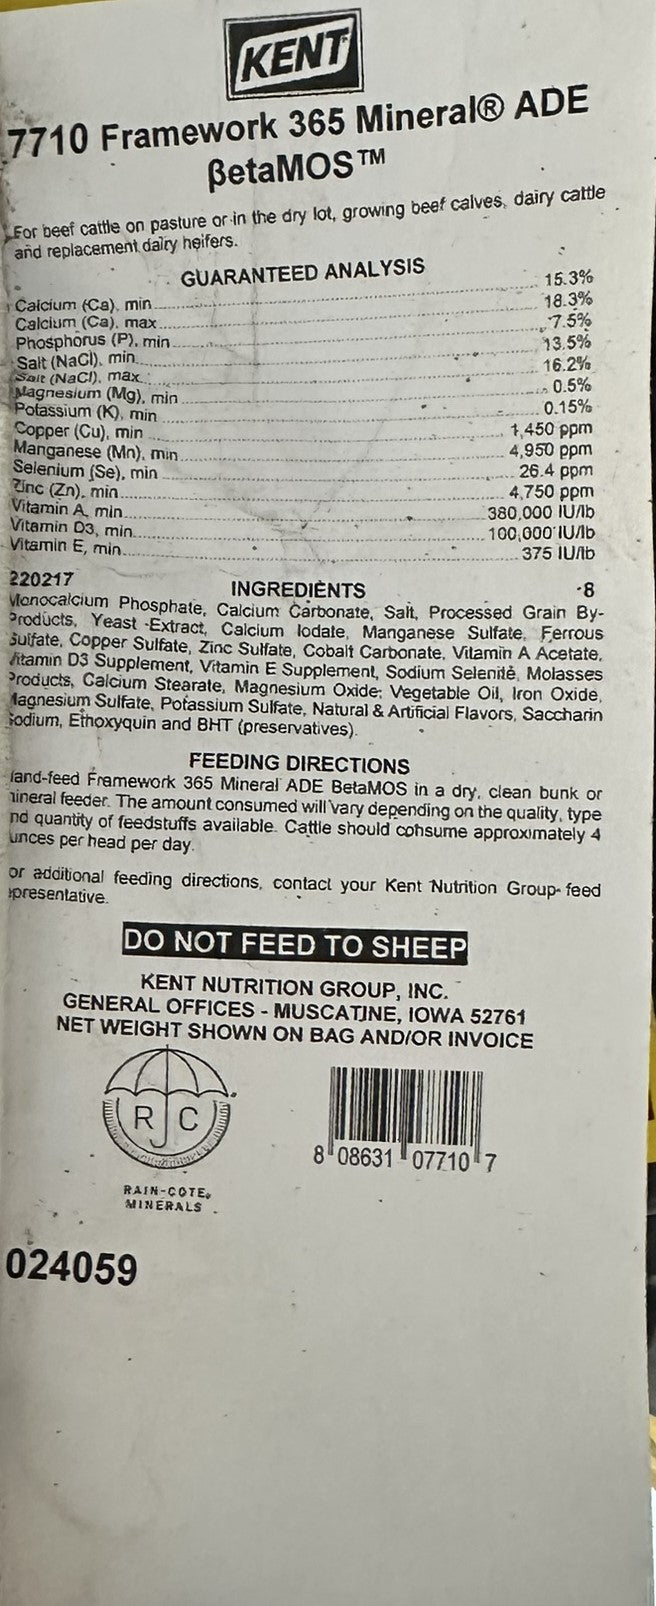 KENT
7710 Framework 365 Mineral® ADE
βetaMOS™
For beef cattle on pasture or in the dry lot, growing beef calves, dairy cattle
and replacement dairy heifers.
GUARANTEED ANALYSIS
Calcium (Ca), min 15.3%
Calcium (Ca), max 18.3%
Phosphorus (P), min 7.5%
Salt (NaCl), min 13.5%
Salt (NaCl), max 16.2%
Magnesium (Mg), min 0.5%
Potassium (K), min 0.15%
Copper (Cu), min 1,450 ppm
Manganese (Mn), min 4,950 ppm
Selenium (Se), min 26.4 ppm
Zinc (Zn), min 4,750 ppm
Vitamin A, min 380,000 IU/lb
Vitamin D3, min 100,000 IU/lb
Vitamin E, min 375 IU/lb
220217 INGREDIENTS -8
Monocalcium Phosphate, Calcium Carbonate, Salt, Processed Grain By-
Products, Yeast Extract, Calcium Iodate, Manganese Sulfate, Ferrous
Sulfate, Copper Sulfate, Zinc Sulfate, Cobalt Carbonate, Vitamin A Acetate,
Vitamin D3 Supplement, Vitamin E Supplement, Sodium Selenite, Molasses
Products, Calcium Stearate, Magnesium Oxide, Vegetable Oil, Iron Oxide,
Magnesium Sulfate, Potassium Sulfate, Natural & Artificial Flavors, Saccharin
Sodium, Ethoxyquin and BHT (preservatives).
FEEDING DIRECTIONS
Hand-feed Framework 365 Mineral ADE BetaMOS in a dry, clean bunk or
mineral feeder. The amount consumed will vary depending on the quality, type
nd quantity of feedstuffs available. Cattle should consume approximately 4
unces per head per day.
or additional feeding directions, contact your Kent Nutrition Group feed
epresentative.
DO NOT FEED TO SHEEP
KENT NUTRITION GROUP, INC.
GENERAL OFFICES - MUSCATINE, IOWA 52761
NET WEIGHT SHOWN ON BAG AND/OR INVOICE
R C
8 08631 07710 7
RAIN-COTE®
MINERALS
024059